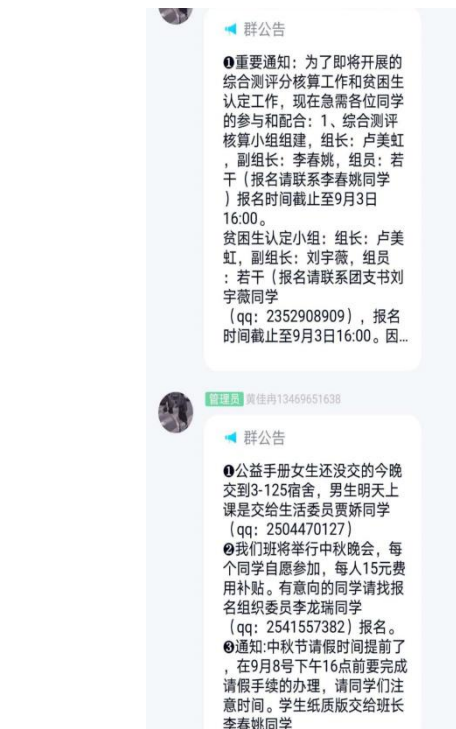 群公告
❶重要通知：为了即将开展的
综合测评分核算工作和贫困生
认定工作，现在急需各位同学
的参与和配合：1、综合测评
核算小组组建，组长：卢美虹
，副组长：李春姚，组员：若
干（报名请联系李春姚同学
）报名时间截止至9月3日
16:00。
贫困生认定小组：组长：卢美
虹，副组长：刘宇薇，组员
：若干（报名请联系团支书刘
宇薇同学
（qq：2352908909），报名
时间截止至9月3日16:00。因...
管理员 黄佳冉13469651638
群公告
❶公益手册女生还没交的今晚
交到3-125宿舍，男生明天上
课是交给生活委员贾娇同学
（qq：2504470127）
❷我们班将举行中秋晚会，每
个同学自愿参加，每人15元费
用补贴。有意向的同学请找报
名组织委员李龙瑞同学
（qq：2541557382）报名。
❸通知:中秋节请假时间提前了
，在9月8号下午16点前要完成
请假手续的办理，请同学们注
意时间。学生纸质版交给班长
李春姚同学